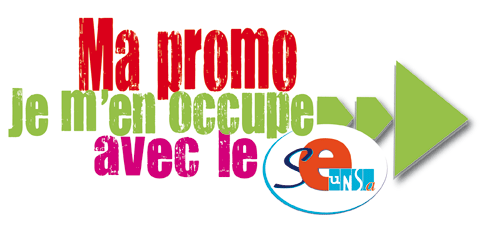 Ma promo
je m'en occupe
avec le
SE
UNSa